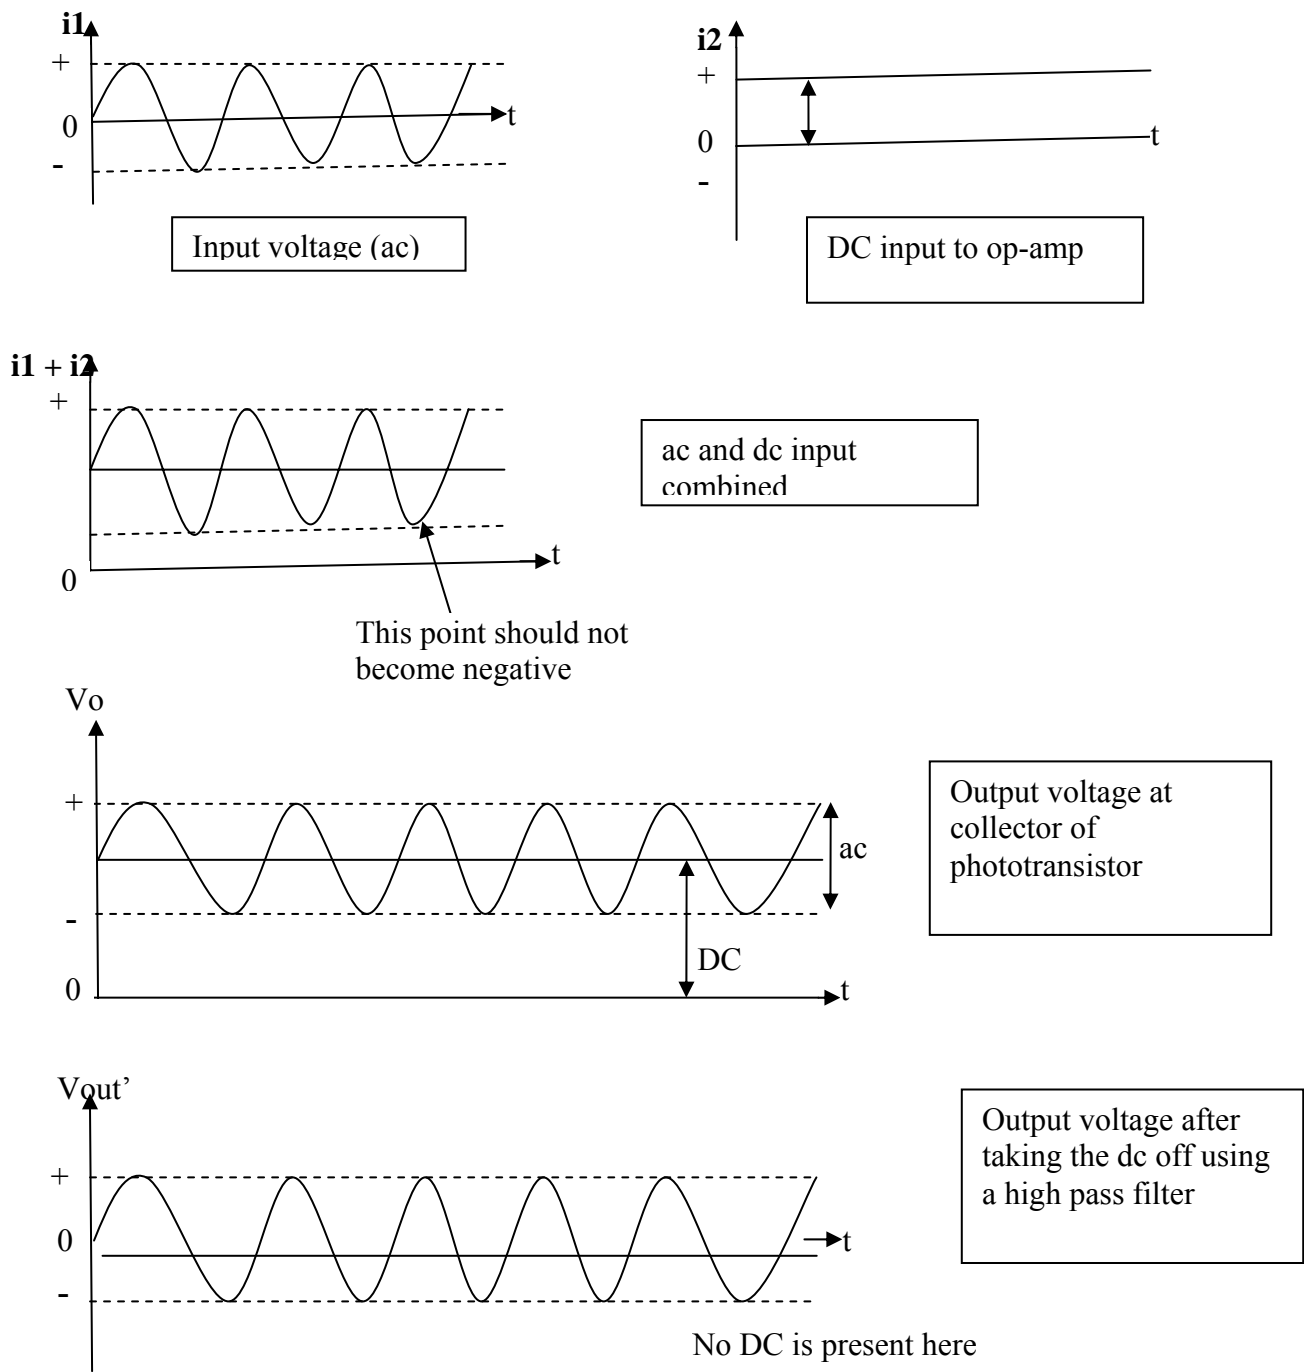 i1
+
0
-
t
Input voltage (ac)
i2
+
0
-
t
DC input to op-amp
i1 + i2
+
0
t
ac and dc input
combined
This point should not
become negative
Vo
+
-
0
ac
DC
t
Output voltage at
collector of
phototransistor
Vout’
+
0
-
t
Output voltage after
taking the dc off using
a high pass filter
No DC is present here